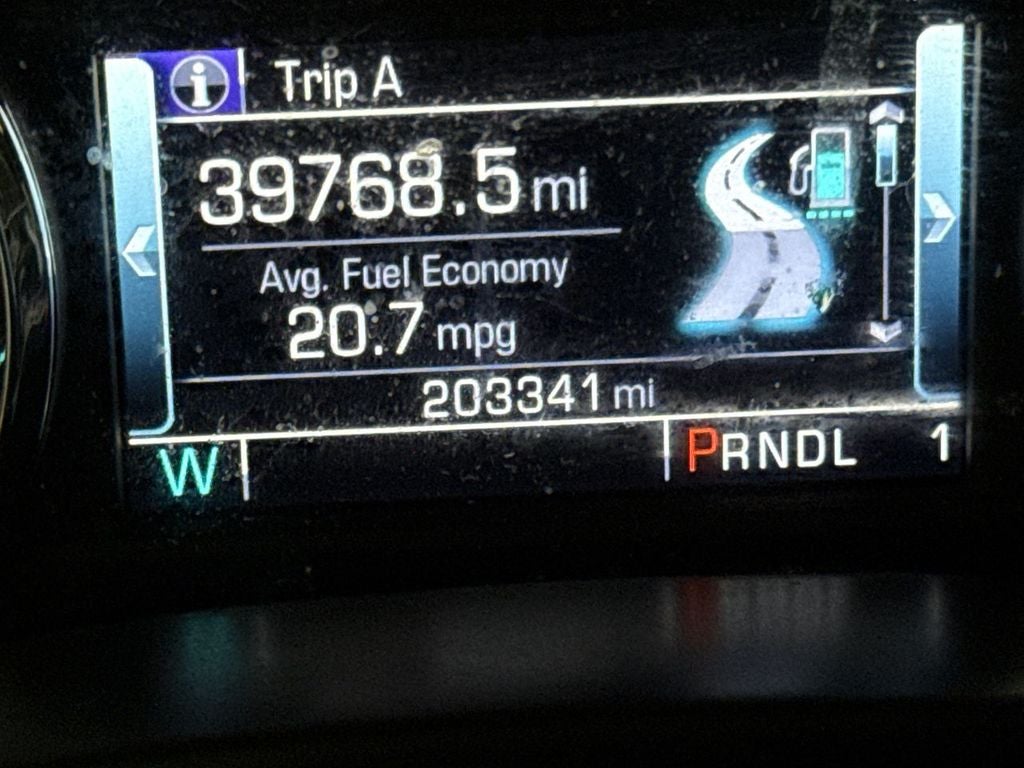 i Trip A
39768.5 mi
Avg. Fuel Economy
20.7 mpg
203341 mi
W PRNDL 1